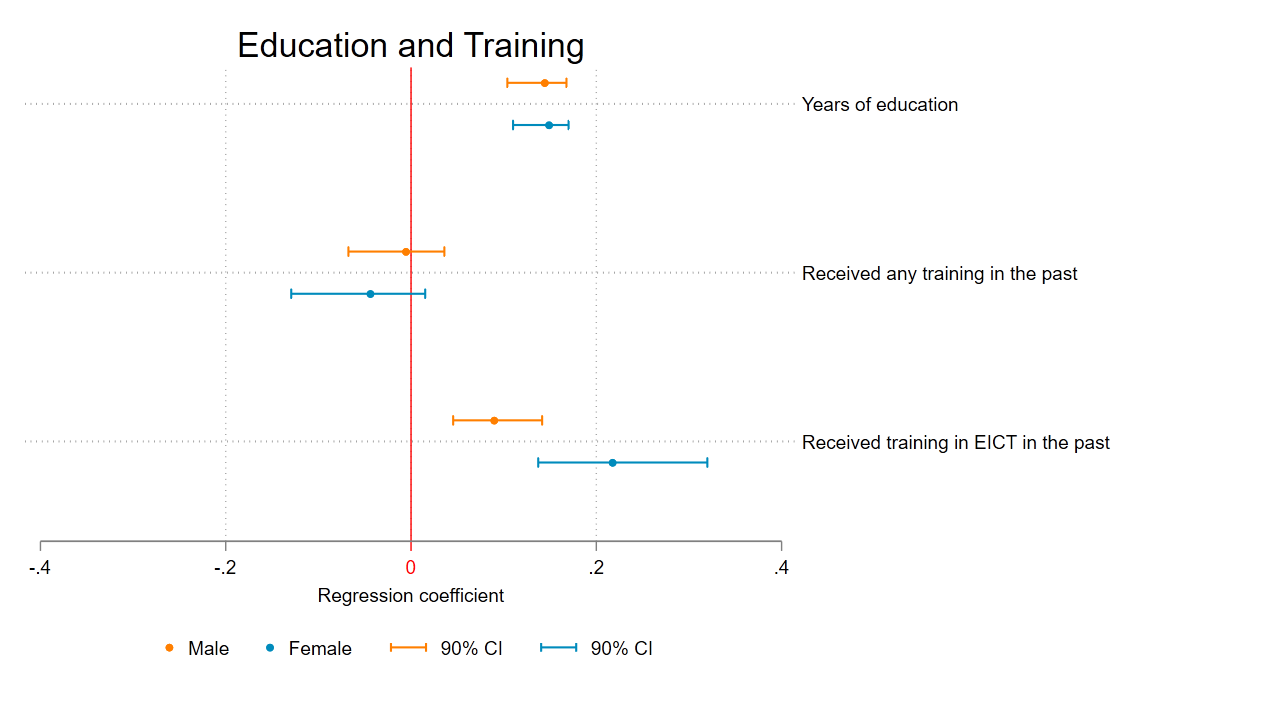 Education and Training
Years of education
Received any training in the past
Received training in EICT in the past
-.4 -.2 0 .2 .4
Regression coefficient
Male Female 90% CI 90% CI